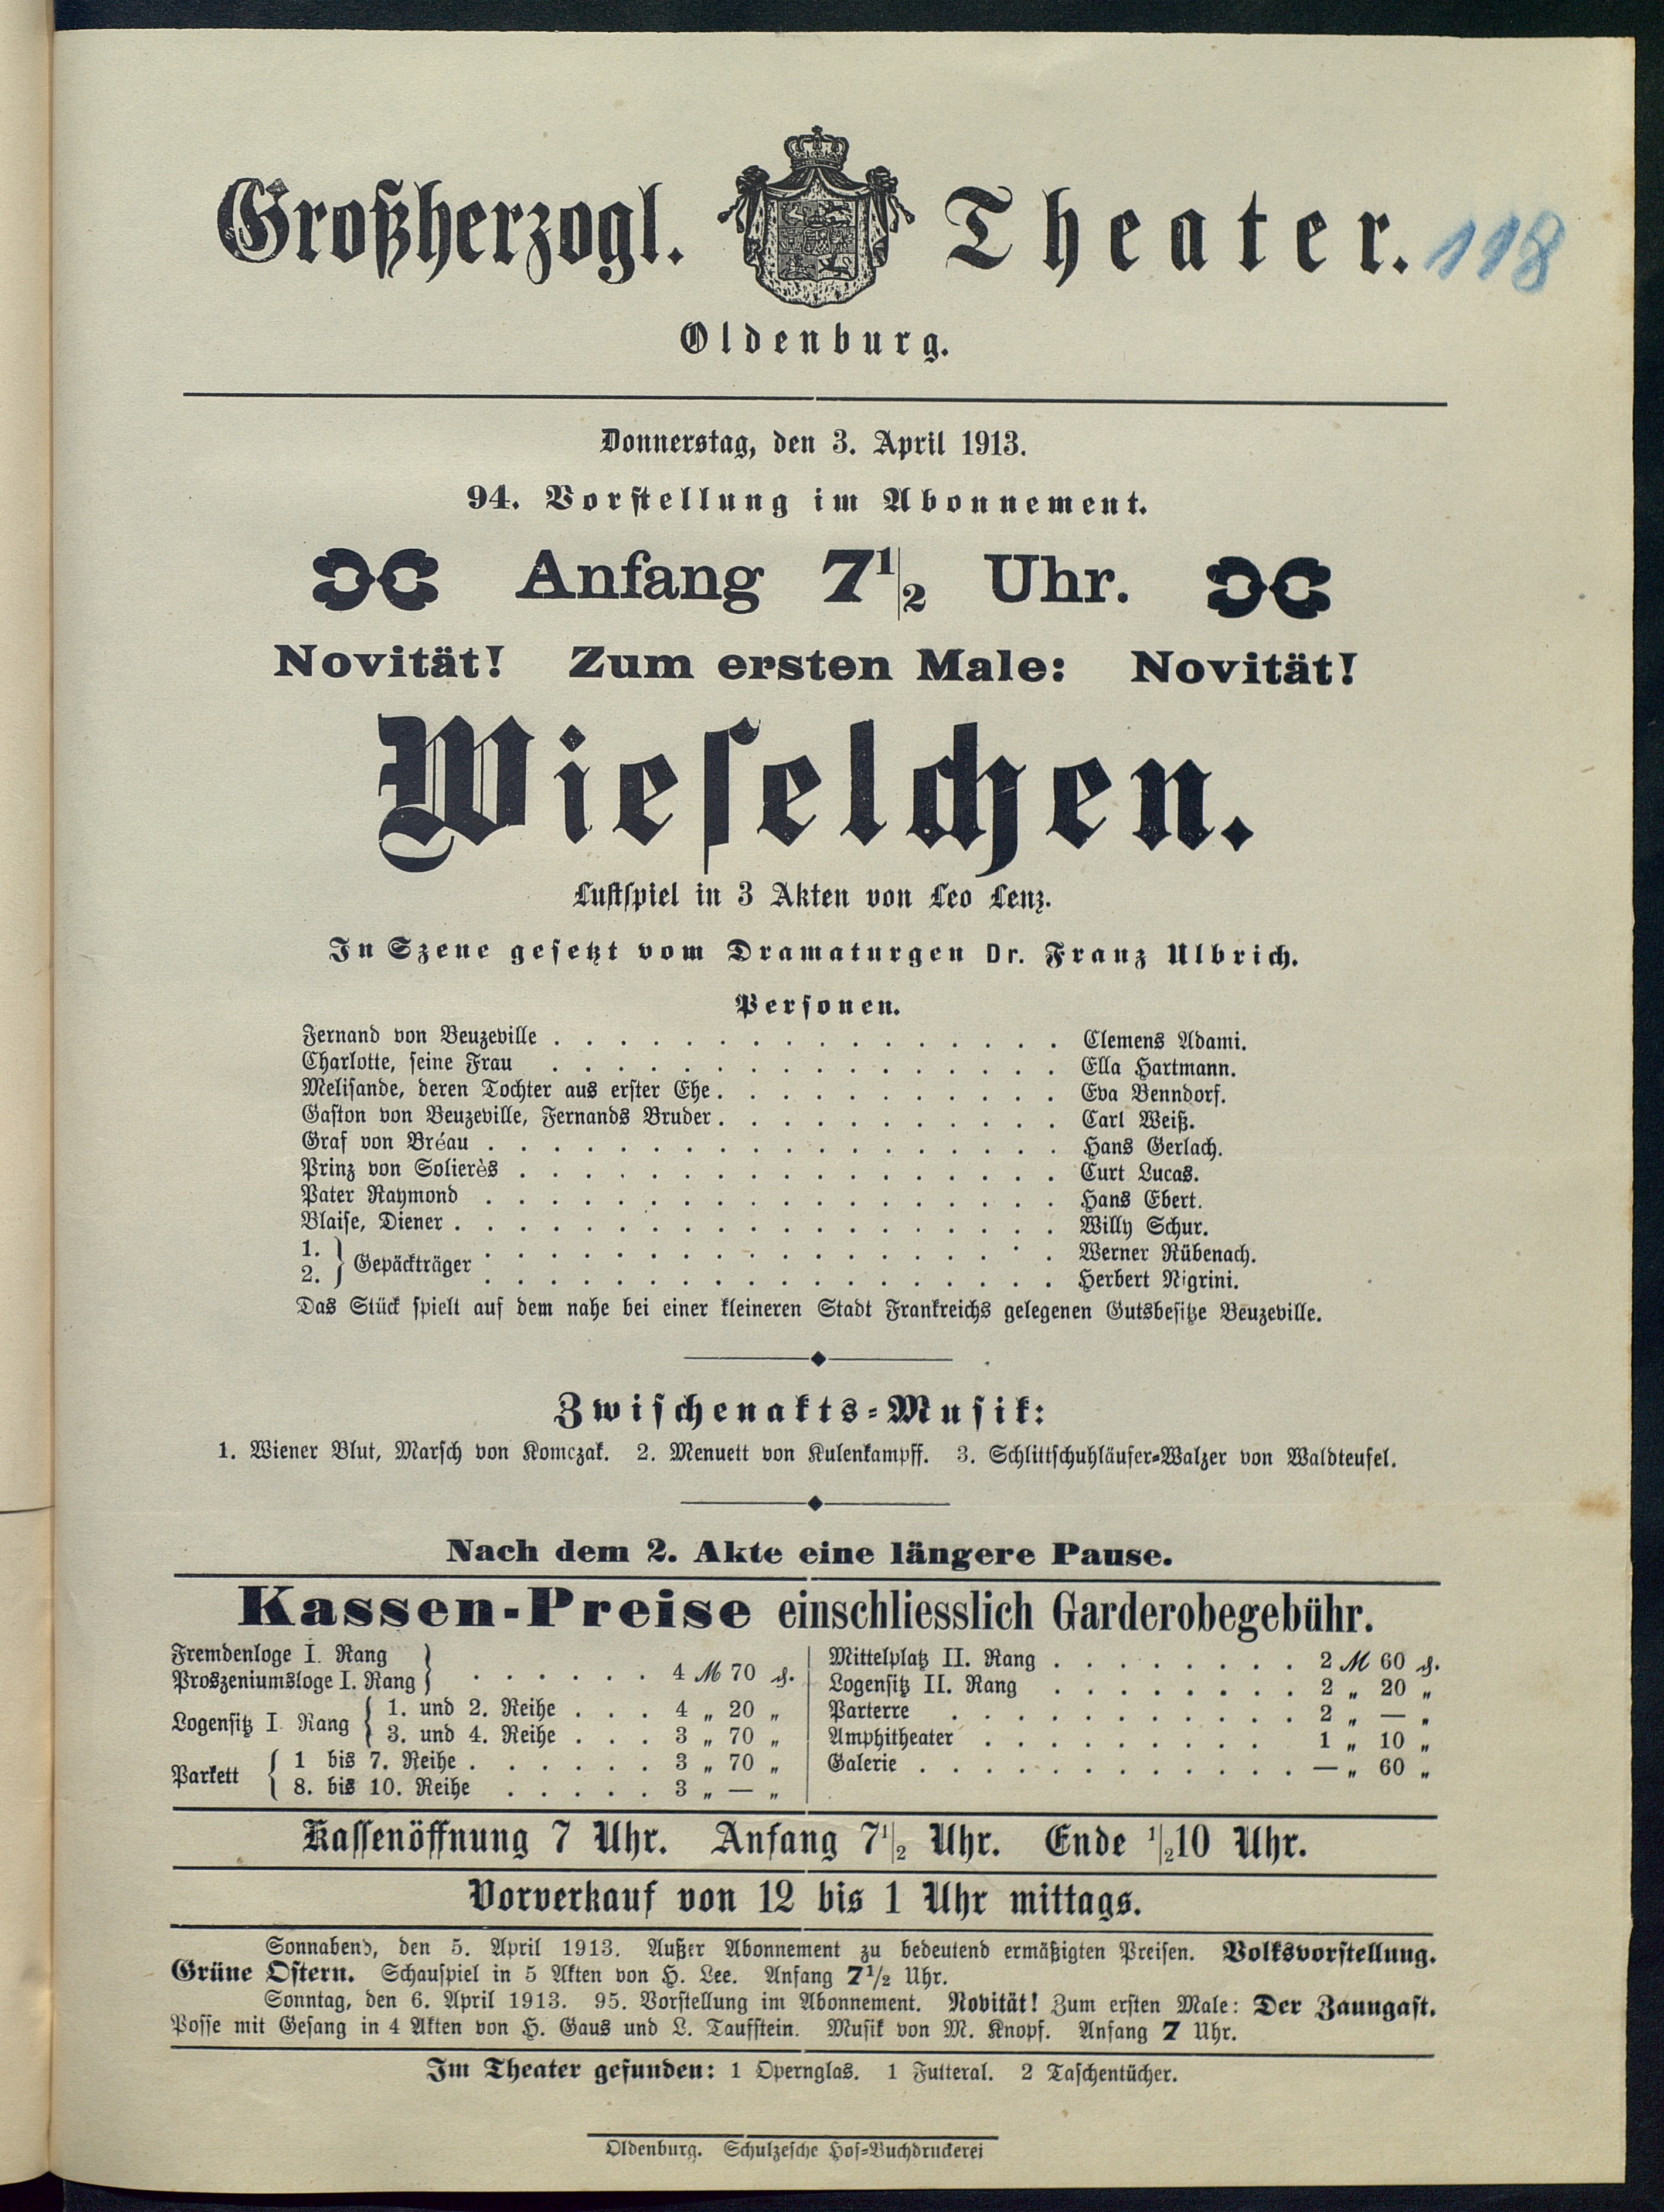 Großherzogl. Theater.
118
Oldenburg.
Donnerstag, den 3. April 1913.
94. Vorstellung im Abonnement.
Anfang 7 1/2 Uhr.
Novität! Zum ersten Male: Novität!
Wieselchen.
Lustspiel in 3 Akten von Leo Lenz.
In Szene gesetzt vom Dramaturgen Dr. Franz Ulbrich.
Personen.
Fernand von Beuzeville . . . . . . . . . . . . . . . . Clemens Adami.
Charlotte, seine Frau . . . . . . . . . . . . . . . . Ella Hartmann.
Melisande, deren Tochter aus erster Ehe . . . . . . . . . . . Eva Benndorf.
Gaston von Beuzeville, Fernands Bruder . . . . . . . . . . . Carl Weiß.
Graf von Bréau . . . . . . . . . . . . . . . . . . Hans Gerlach.
Prinz von Solierès . . . . . . . . . . . . . . . . . Curt Lucas.
Pater Raymond . . . . . . . . . . . . . . . . . . Hans Ebert.
Blaise, Diener . . . . . . . . . . . . . . . . . . . Willy Schur.
1. } Gepäckträger . . . . . . . . . . . . . . . . . . Werner Rübenach.
2. } . . . . . . . . . . . . . . . . . . Herbert Nigrini.
Das Stück spielt auf dem nahe bei einer kleineren Stadt Frankreichs gelegenen Gutsbesitze Beuzeville.
Zwischenakts-Musik:
1. Wiener Blut, Marsch von Komczak. 2. Menuett von Kulenkampff. 3. Schlittschuhläufer-Walzer von Waldteufel.
Nach dem 2. Akte eine längere Pause.
Kassen-Preise einschliesslich Garderobegebühr.
Fremdenloge I. Rang }
Proszeniumsloge I. Rang } . . . . . . 4 M 70 ₰.
Logensitz I. Rang { 1. und 2. Reihe . . . 4 „ 20 „
{ 3. und 4. Reihe . . . 3 „ 70 „
Parkett { 1 bis 7. Reihe . . . . . . 3 „ 70 „
{ 8. bis 10. Reihe . . . . . 3 „ — „
Mittelplatz II. Rang . . . . . . . . 2 M 60 ₰.
Logensitz II. Rang . . . . . . . . 2 „ 20 „
Parterre . . . . . . . . . . . 2 „ — „
Amphitheater . . . . . . . . . 1 „ 10 „
Galerie . . . . . . . . . . . . — „ 60 „
Kassenöffnung 7 Uhr. Anfang 7 1/2 Uhr. Ende 1/2 10 Uhr.
Vorverkauf von 12 bis 1 Uhr mittags.
Sonnabend, den 5. April 1913. Außer Abonnement zu bedeutend ermäßigten Preisen. Volksvorstellung.
Grüne Ostern. Schauspiel in 5 Akten von H. Lee. Anfang 7 1/2 Uhr.
Sonntag, den 6. April 1913. 95. Vorstellung im Abonnement. Novität! Zum ersten Male: Der Zaungast.
Posse mit Gesang in 4 Akten von H. Gaus und L. Taufstein. Musik von M. Knopf. Anfang 7 Uhr.
Im Theater gefunden: 1 Opernglas. 1 Futteral. 2 Taschentücher.
Oldenburg. Schulzesche Hof-Buchdruckerei